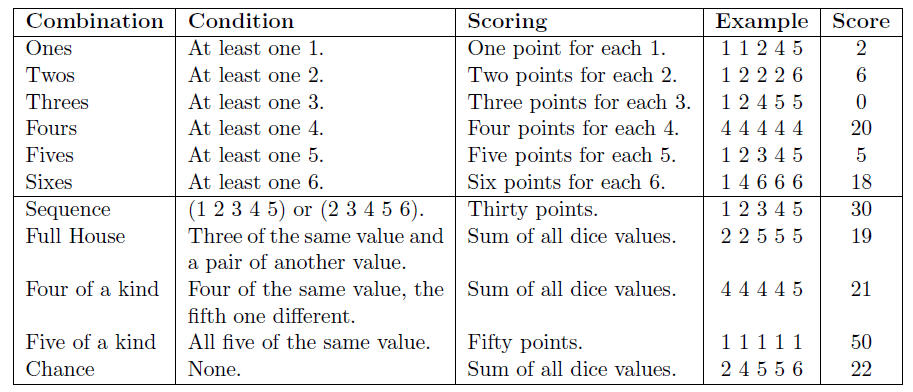 Combination Condition Scoring Example Score
Ones At least one 1. One point for each 1. 1 1 2 4 5 2
Twos At least one 2. Two points for each 2. 1 2 2 2 6 6
Threes At least one 3. Three points for each 3. 1 2 4 5 5 0
Fours At least one 4. Four points for each 4. 4 4 4 4 4 20
Fives At least one 5. Five points for each 5. 1 2 3 4 5 5
Sixes At least one 6. Six points for each 6. 1 4 6 6 6 18
Sequence (1 2 3 4 5) or (2 3 4 5 6). Thirty points. 1 2 3 4 5 30
Full House Three of the same value and Sum of all dice values. 2 2 5 5 5 19
a pair of another value.
Four of a kind Four of the same value, the Sum of all dice values. 4 4 4 4 5 21
fifth one different.
Five of a kind All five of the same value. Fifty points. 1 1 1 1 1 50
Chance None. Sum of all dice values. 2 4 5 5 6 22